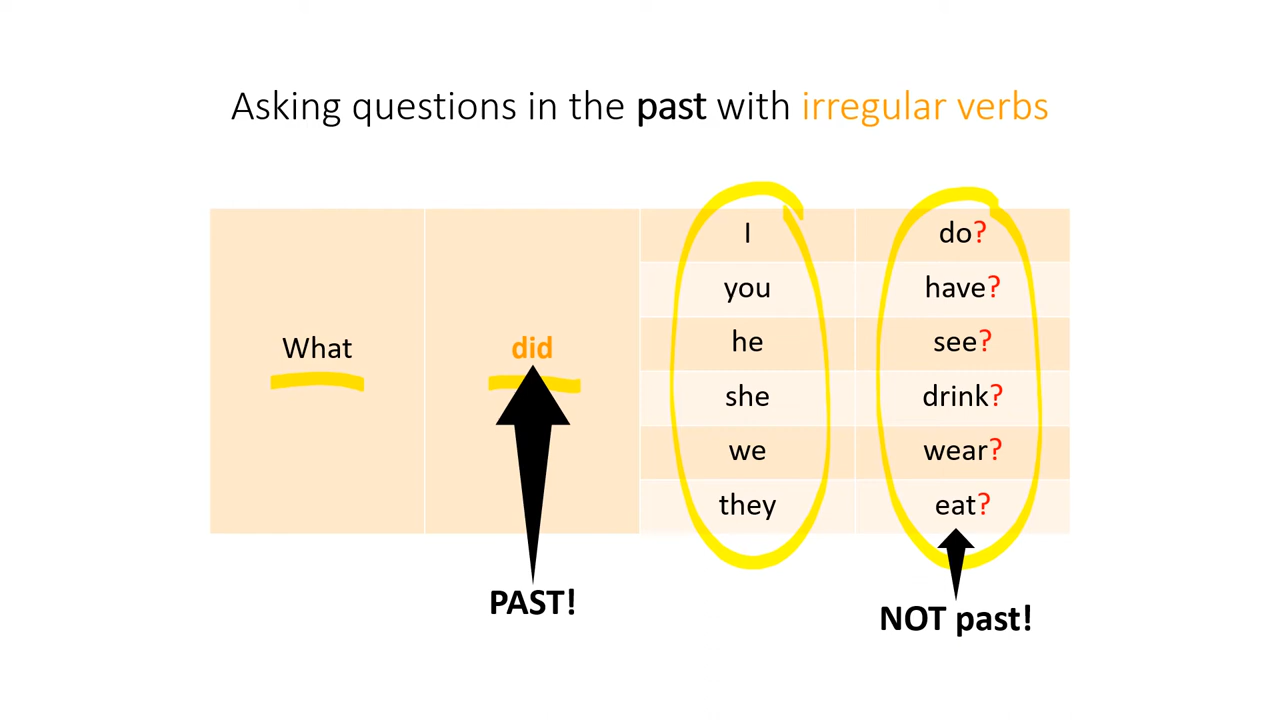 Asking questions in the past with irregular verbs
I do?
you have?
he see?
What did
she drink?
we wear?
they eat?
PAST!
NOT past!